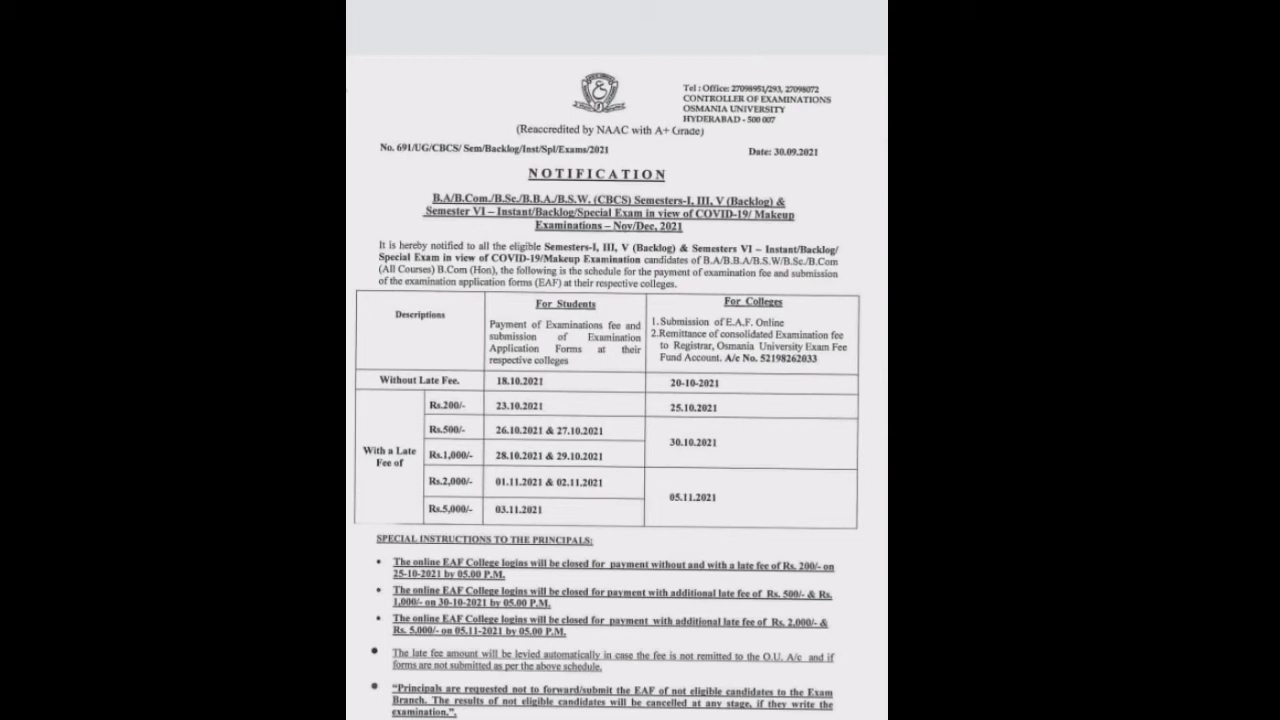 Tel : Office: 27098951/293, 27098072
CONTROLLER OF EXAMINATIONS
OSMANIA UNIVERSITY
HYDERABAD - 500 007
(Reaccredited by NAAC with A+ Grade)
No. 691/UG/CBCS/ Sem/Backlog/Inst/Spl/Exams/2021
Date: 30.09.2021
NOTIFICATION
B.A/B.Com./B.Sc./B.B.A./B.S.W. (CBCS) Semesters-I, III, V (Backlog) &
Semester VI – Instant/Backlog/Special Exam in view of COVID-19/ Makeup
Examinations – Nov/Dec, 2021
It is hereby notified to all the eligible Semesters-I, III, V (Backlog) & Semesters VI – Instant/Backlog/
Special Exam in view of COVID-19/Makeup Examination candidates of B.A/B.B.A/B.S.W/B.Sc./B.Com
(All Courses) B.Com (Hon), the following is the schedule for the payment of examination fee and submission
of the examination application forms (EAF) at their respective colleges.
Descriptions
For Students
Payment of Examinations fee and
submission of Examination
Application Forms at their
respective colleges
For Colleges
1. Submission of E.A.F. Online
2.Remittance of consolidated Examination fee
to Registrar, Osmania University Exam Fee
Fund Account. A/c No. 52198262033
Without Late Fee. 18.10.2021 20-10-2021
With a Late
Fee of
Rs.200/- 23.10.2021 25.10.2021
Rs.500/- 26.10.2021 & 27.10.2021
30.10.2021
Rs.1,000/- 28.10.2021 & 29.10.2021
Rs.2,000/- 01.11.2021 & 02.11.2021
05.11.2021
Rs.5,000/- 03.11.2021
SPECIAL INSTRUCTIONS TO THE PRINCIPALS:
• The online EAF College logins will be closed for payment without and with a late fee of Rs. 200/- on
25-10-2021 by 05.00 P.M.
• The online EAF College logins will be closed for payment with additional late fee of Rs. 500/- & Rs.
1,000/- on 30-10-2021 by 05.00 P.M.
• The online EAF College logins will be closed for payment with additional late fee of Rs. 2,000/- &
Rs. 5,000/- on 05.11-2021 by 05.00 P.M.
• The late fee amount will be levied automatically in case the fee is not remitted to the O.U. A/c and if
forms are not submitted as per the above schedule.
• "Principals are requested not to forward/submit the EAF of not eligible candidates to the Exam
Branch. The results of not eligible candidates will be cancelled at any stage, if they write the
examination.".